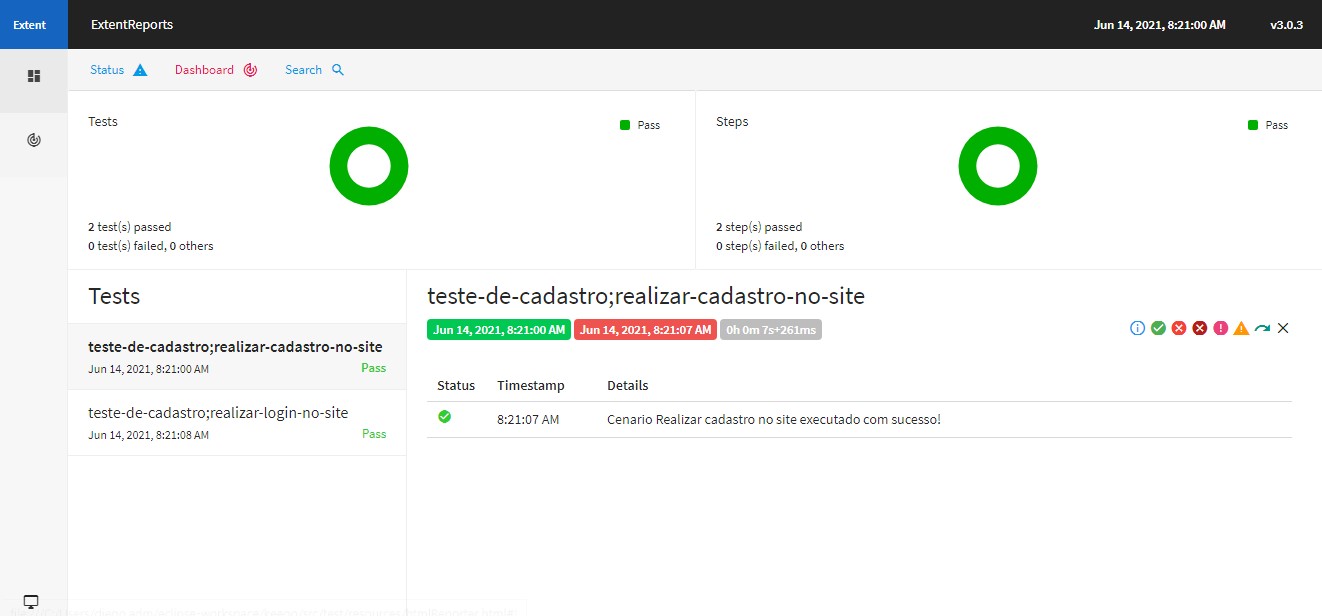 Extent
ExtentReports
Jun 14, 2021, 8:21:00 AM
v3.0.3
Status
Dashboard
Search
Tests
Pass
2 test(s) passed
0 test(s) failed, 0 others
Steps
Pass
2 step(s) passed
0 step(s) failed, 0 others
Tests
teste-de-cadastro;realizar-cadastro-no-site
Jun 14, 2021, 8:21:00 AM
Pass
teste-de-cadastro;realizar-login-no-site
Jun 14, 2021, 8:21:08 AM
Pass
teste-de-cadastro;realizar-cadastro-no-site
Jun 14, 2021, 8:21:00 AM
Jun 14, 2021, 8:21:07 AM
0h 0m 7s+261ms
Status Timestamp Details
8:21:07 AM Cenario Realizar cadastro no site executado com sucesso!